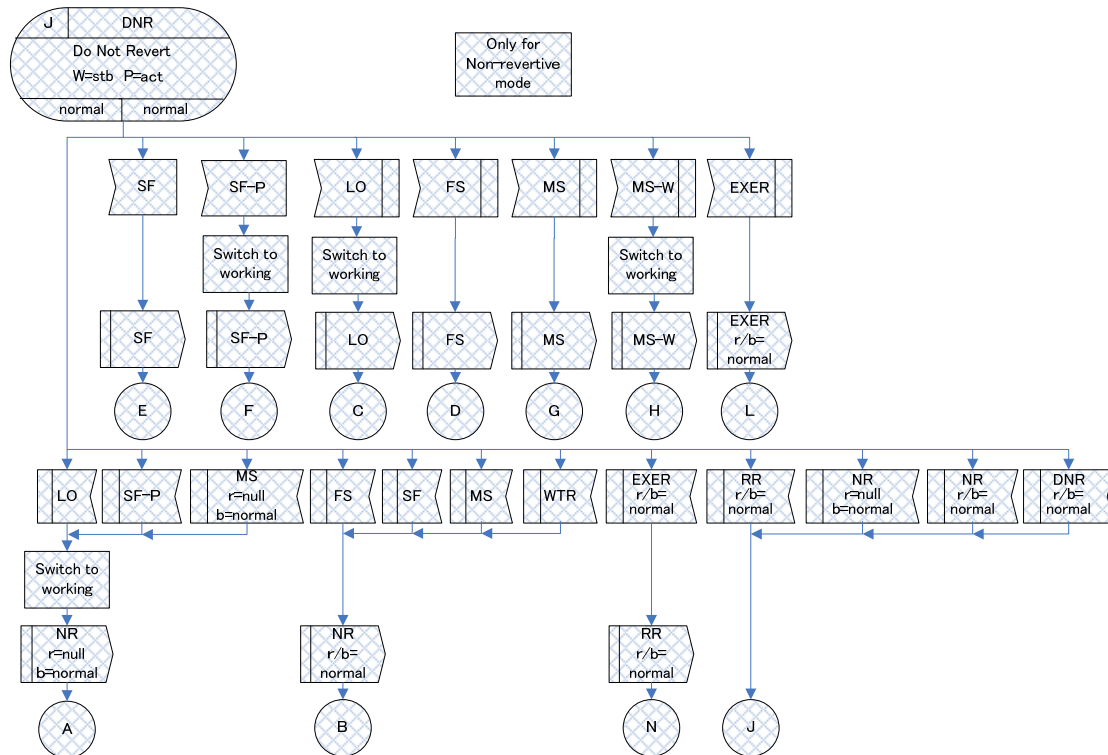 J DNR
Do Not Revert
W=stb P=act
normal normal
Only for
Non-revertive
mode
SF SF-P LO FS MS MS-W EXER
Switch to
working
Switch to
working
Switch to
working
SF SF-P LO FS MS MS-W
EXER
r/b=
normal
E F C D G H L
LO SF-P
MS
r=null
b=normal
FS SF MS WTR
EXER
r/b=
normal
RR
r/b=
normal
NR
r=null
b=normal
NR
r/b=
normal
DNR
r/b=
normal
Switch to
working
NR
r=null
b=normal
NR
r/b=
normal
RR
r/b=
normal
A B N J